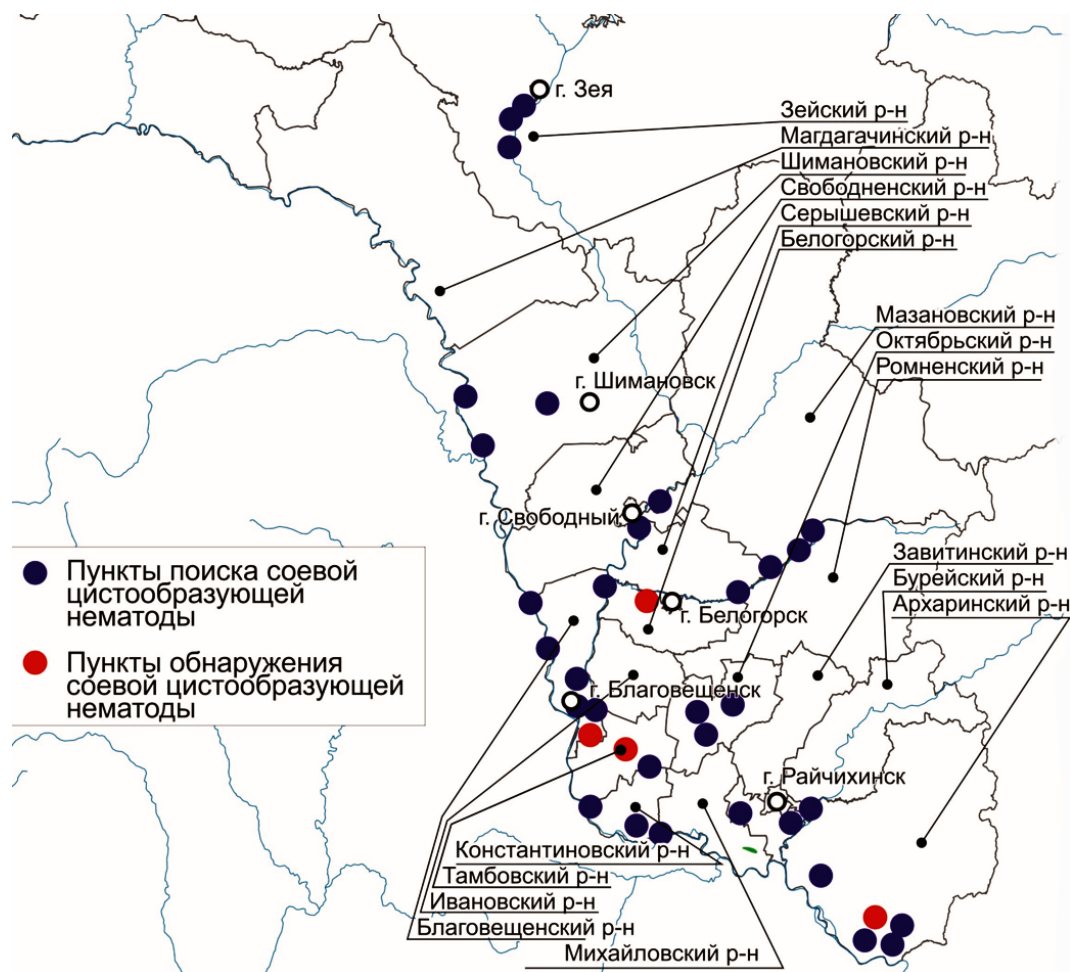 г. Зея
Зейский р-н
Магдагачинский р-н
Шимановский р-н
Свободненский р-н
Серышевский р-н
Белогорский р-н
Мазановский р-н
Октябрьский р-н
Ромненский р-н
г. Шимановск
г. Свободный
Завитинский р-н
Бурейский р-н
Архаринский р-н
Пункты поиска соевой
цистообразующей
нематоды
Пункты обнаружения
соевой цистообразующей
нематоды
г. Белогорск
г. Благовещенск
г. Райчихинск
Константиновский р-н
Тамбовский р-н
Ивановский р-н
Благовещенский р-н
Михайловский р-н